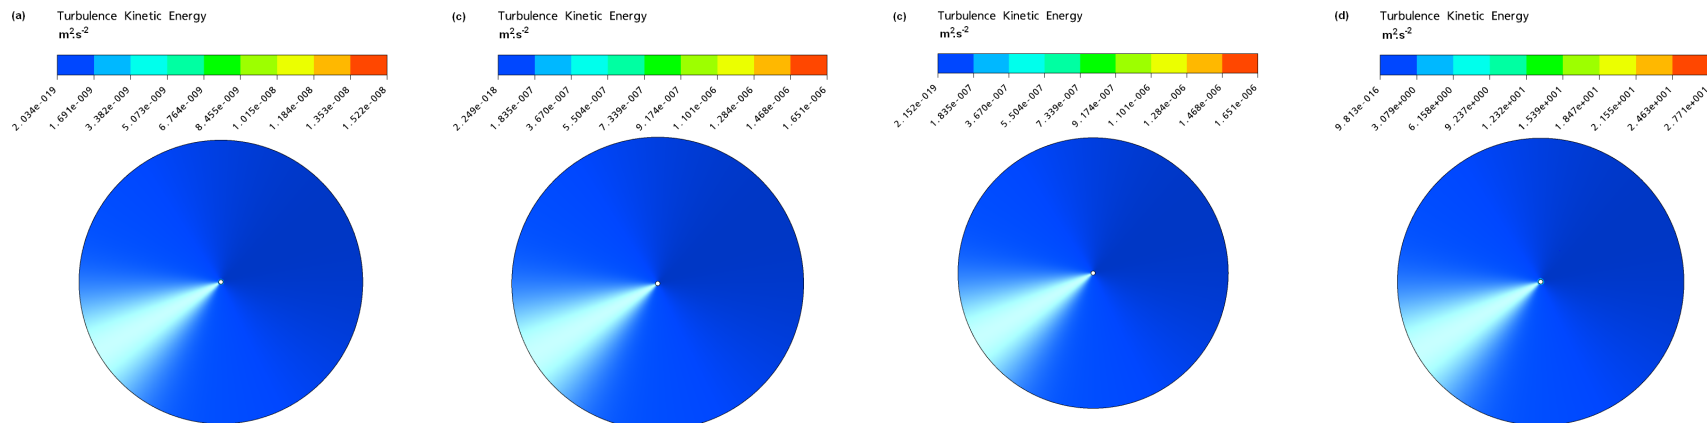 (a) Turbulence Kinetic Energy
m².s⁻²
2.034e-019 1.691e-009 3.382e-009 5.073e-009 6.764e-009 8.455e-009 1.015e-008 1.184e-008 1.353e-008 1.522e-008
(c) Turbulence Kinetic Energy
m².s⁻²
2.249e-018 1.835e-007 3.670e-007 5.504e-007 7.339e-007 9.174e-007 1.101e-006 1.284e-006 1.468e-006 1.651e-006
(c) Turbulence Kinetic Energy
m².s⁻²
2.152e-019 1.835e-007 3.670e-007 5.504e-007 7.339e-007 9.174e-007 1.101e-006 1.284e-006 1.468e-006 1.651e-006
(d) Turbulence Kinetic Energy
m².s⁻²
9.813e-016 3.079e+000 6.158e+000 9.237e+000 1.232e+001 1.539e+001 1.847e+001 2.155e+001 2.463e+001 2.771e+001